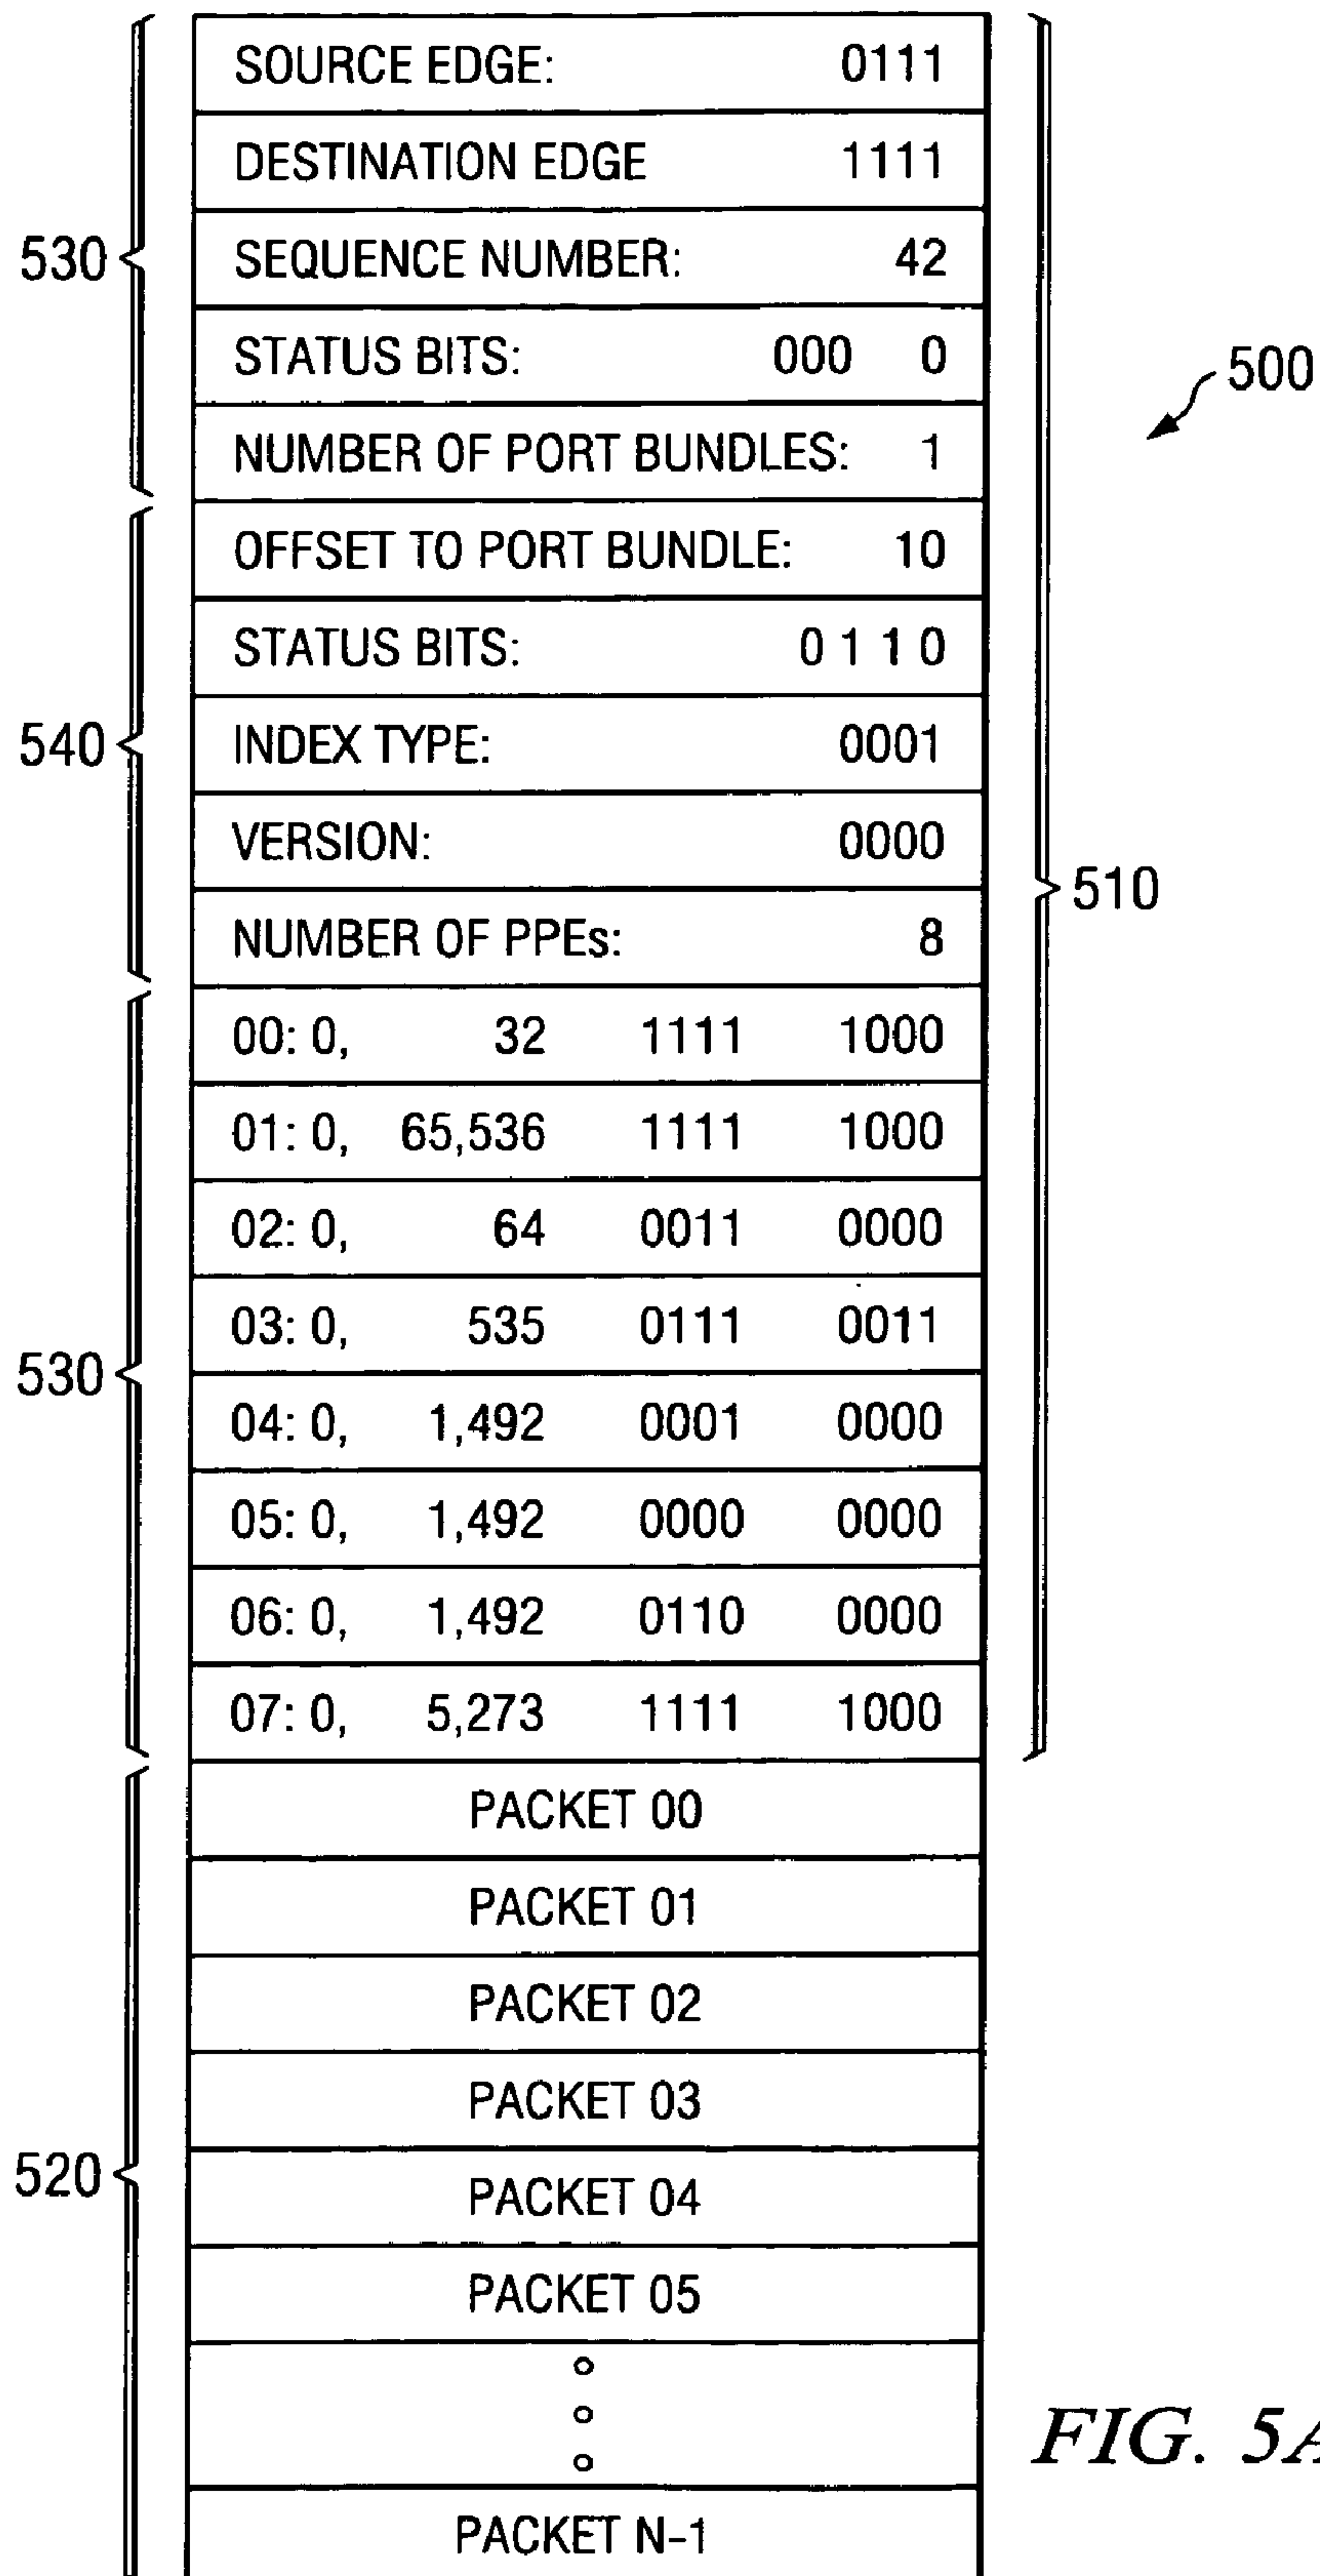 SOURCE EDGE: 0111
DESTINATION EDGE 1111
530
SEQUENCE NUMBER: 42
STATUS BITS: 000 0
500
NUMBER OF PORT BUNDLES: 1
OFFSET TO PORT BUNDLE: 10
STATUS BITS: 0 1 1 0
540
INDEX TYPE: 0001
VERSION: 0000
510
NUMBER OF PPEs: 8
00: 0, 32 1111 1000
01: 0, 65,536 1111 1000
02: 0, 64 0011 0000
03: 0, 535 0111 0011
530
04: 0, 1,492 0001 0000
05: 0, 1,492 0000 0000
06: 0, 1,492 0110 0000
07: 0, 5,273 1111 1000
PACKET 00
PACKET 01
PACKET 02
PACKET 03
520
PACKET 04
PACKET 05
FIG. 5A
PACKET N-1